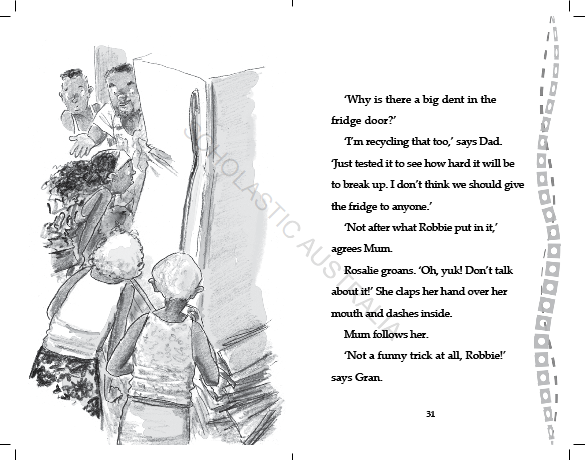 ‘Why is there a big dent in the
fridge door?’
‘I’m recycling that too,’ says Dad.
‘Just tested it to see how hard it will be
to break up. I don’t think we should give
the fridge to anyone.’
‘Not after what Robbie put in it,’
agrees Mum.
Rosalie groans. ‘Oh, yuk! Don’t talk
about it!’ She claps her hand over her
mouth and dashes inside.
Mum follows her.
‘Not a funny trick at all, Robbie!’
says Gran.
31
SCHOLASTIC AUSTRALIA